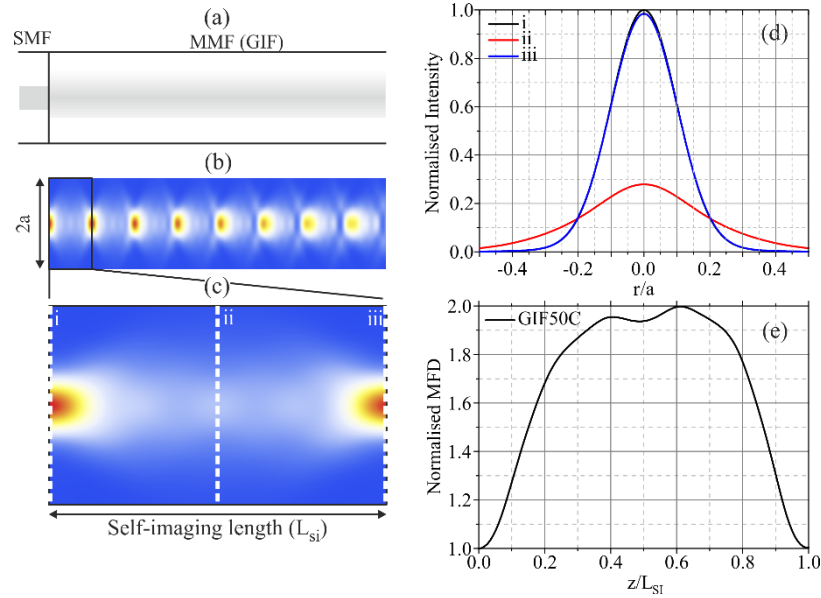 (a)
SMF
MMF (GIF)
(b)
2a
(c)
i
ii
iii
Self-imaging length (Lsi)
(d)
i
ii
iii
Normalised Intensity
1.0
0.8
0.6
0.4
0.2
0.0
-0.4 -0.2 0.0 0.2 0.4
r/a
(e)
GIF50C
Normalised MFD
2.0
1.8
1.6
1.4
1.2
1.0
0.0 0.2 0.4 0.6 0.8 1.0
z/LSI